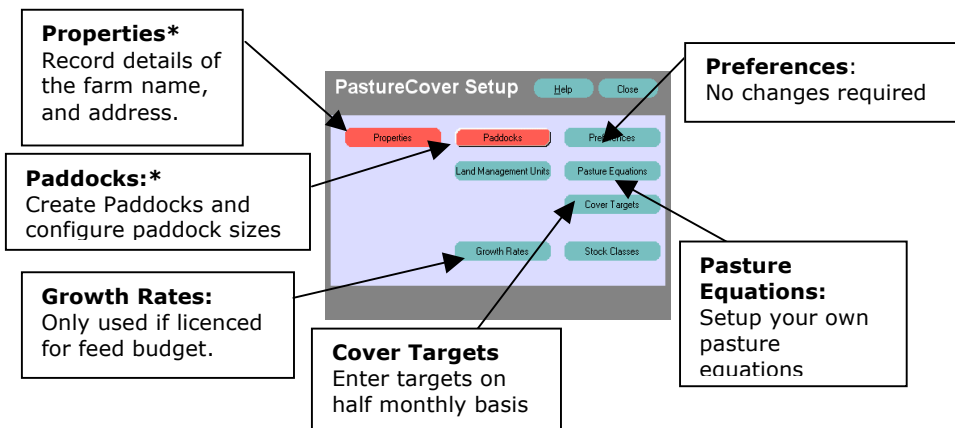 Properties*
Record details of
the farm name,
and address.
Preferences:
No changes required
PastureCover Setup
Help
Close
Properties
Paddocks
Preferences
Land Management Units
Pasture Equations
Cover Targets
Growth Rates
Stock Classes
Paddocks:*
Create Paddocks and
configure paddock sizes
Growth Rates:
Only used if licenced
for feed budget.
Cover Targets
Enter targets on
half monthly basis
Pasture
Equations:
Setup your own
pasture
equations